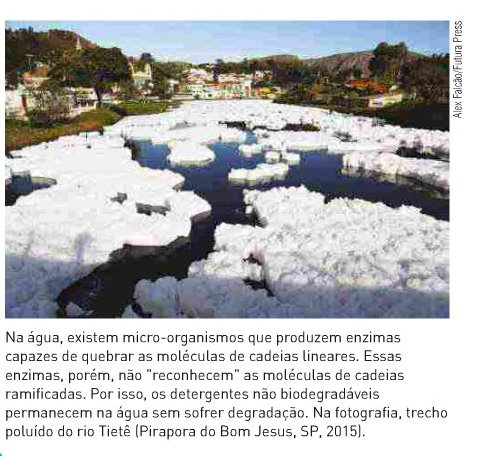 Alex Falcão/Futura Press
Na água, existem micro-organismos que produzem enzimas
capazes de quebrar as moléculas de cadeias lineares. Essas
enzimas, porém, não "reconhecem" as moléculas de cadeias
ramificadas. Por isso, os detergentes não biodegradáveis
permanecem na água sem sofrer degradação. Na fotografia, trecho
poluído do rio Tietê (Pirapora do Bom Jesus, SP, 2015).